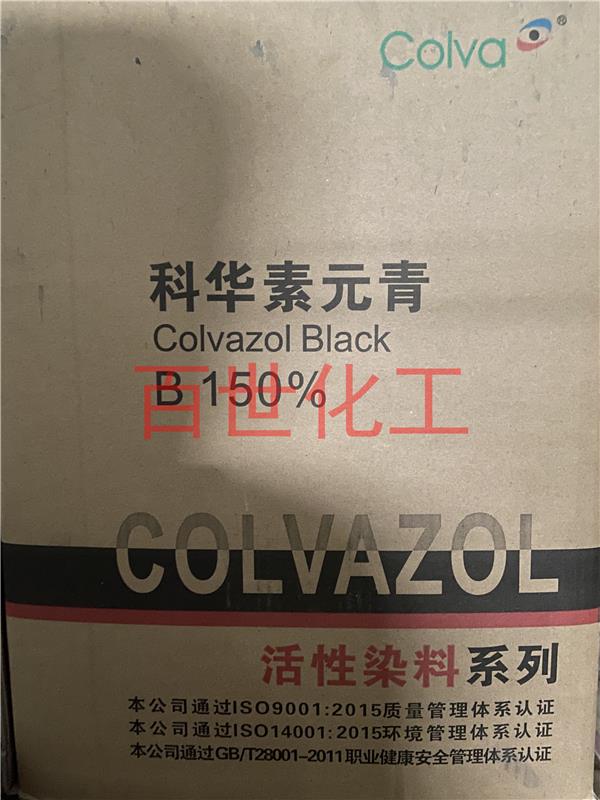 Colva®
科华素元青
Colvazol Black
B 150%
百世化工
COLVAZOL
活性染料系列
本公司通过ISO9001:2015质量管理体系认证
本公司通过ISO14001:2015环境管理体系认证
本公司通过GB/T28001-2011职业健康安全管理体系认证